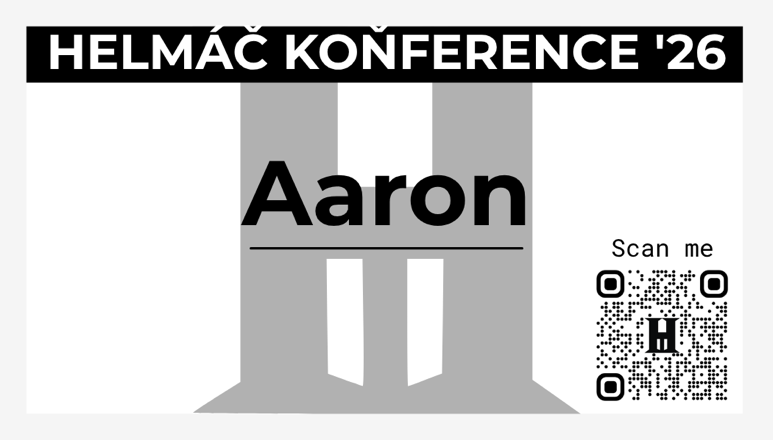 HELMÁČ KOŇFERENCE '26
Aaron
Scan me